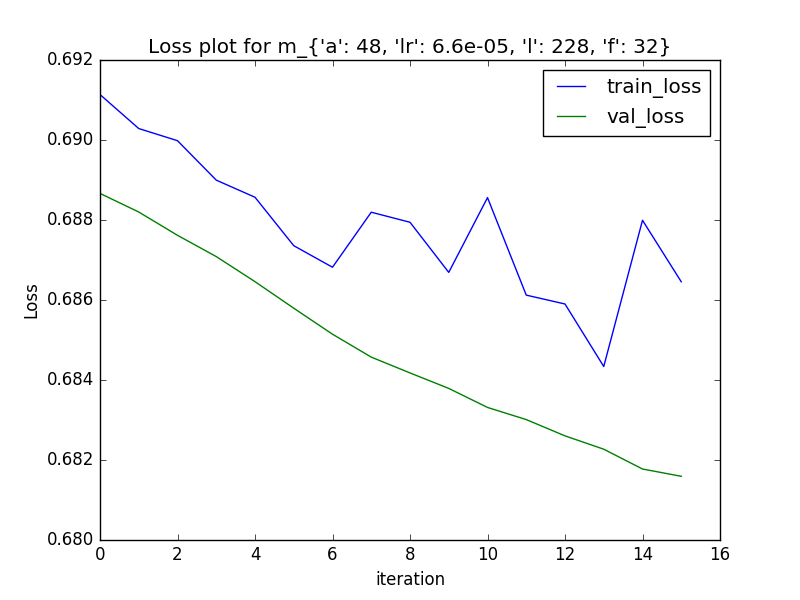 Loss plot for m_{'a': 48, 'lr': 6.6e-05, 'l': 228, 'f': 32}
train_loss
val_loss
0.692
0.690
0.688
0.686
0.684
0.682
0.680
Loss
0 2 4 6 8 10 12 14 16
iteration